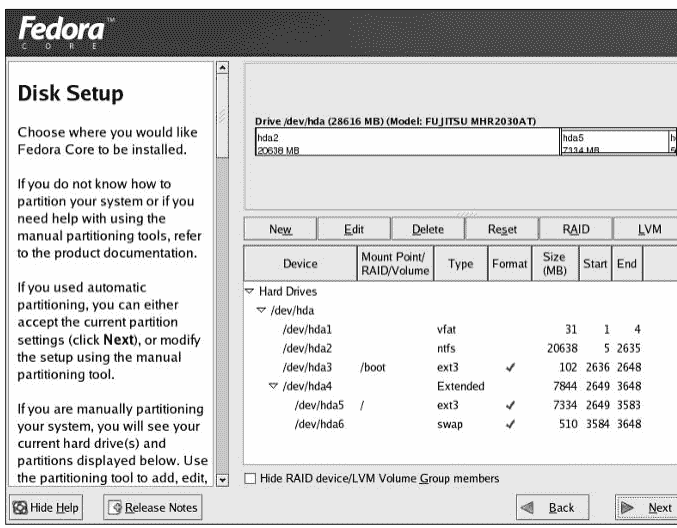 Fedora™
CORE
Disk Setup
Choose where you would like
Fedora Core to be installed.
If you do not know how to
partition your system or if you
need help with using the
manual partitioning tools, refer
to the product documentation.
If you used automatic
partitioning, you can either
accept the current partition
settings (click Next), or modify
the setup using the manual
partitioning tool.
If you are manually partitioning
your system, you will see your
current hard drive(s) and
partitions displayed below. Use
the partitioning tool to add, edit,
Drive /dev/hda (28616 MB) (Model: FUJITSU MHR2030AT)
hda2 hda5
20638 MB 7334 MB
New Edit Delete Reset RAID LVM
Device Mount Point/ RAID/Volume Type Format Size (MB) Start End
Hard Drives
/dev/hda
/dev/hda1 vfat 31 1 4
/dev/hda2 ntfs 20638 5 2635
/dev/hda3 /boot ext3 ✓ 102 2636 2648
/dev/hda4 Extended 7844 2649 3648
/dev/hda5 / ext3 ✓ 7334 2649 3583
/dev/hda6 swap ✓ 510 3584 3648
Hide RAID device/LVM Volume Group members
Hide Help Release Notes Back Next